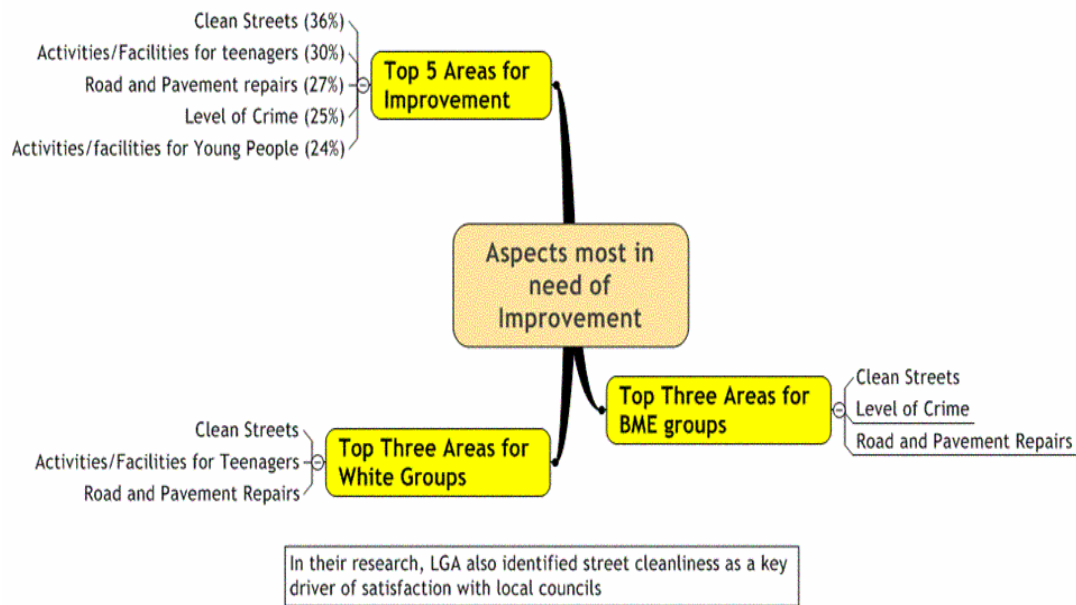 Clean Streets (36%)
Activities/Facilities for teenagers (30%)
Road and Pavement repairs (27%)
Level of Crime (25%)
Activities/facilities for Young People (24%)
Top 5 Areas for
Improvement
Aspects most in
need of
Improvement
Top Three Areas for
BME groups
Clean Streets
Level of Crime
Road and Pavement Repairs
Clean Streets
Activities/Facilities for Teenagers
Road and Pavement Repairs
Top Three Areas for
White Groups
In their research, LGA also identified street cleanliness as a key
driver of satisfaction with local councils